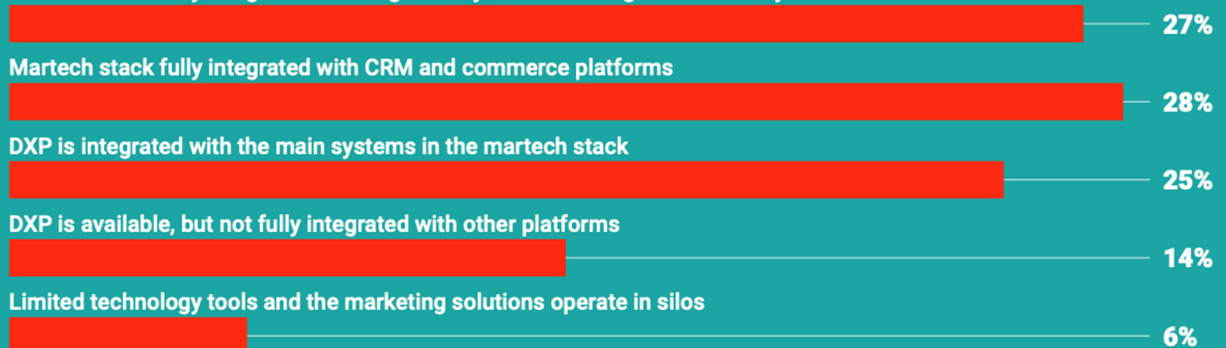 27%
Martech stack fully integrated with CRM and commerce platforms
28%
DXP is integrated with the main systems in the martech stack
25%
DXP is available, but not fully integrated with other platforms
14%
Limited technology tools and the marketing solutions operate in silos
6%